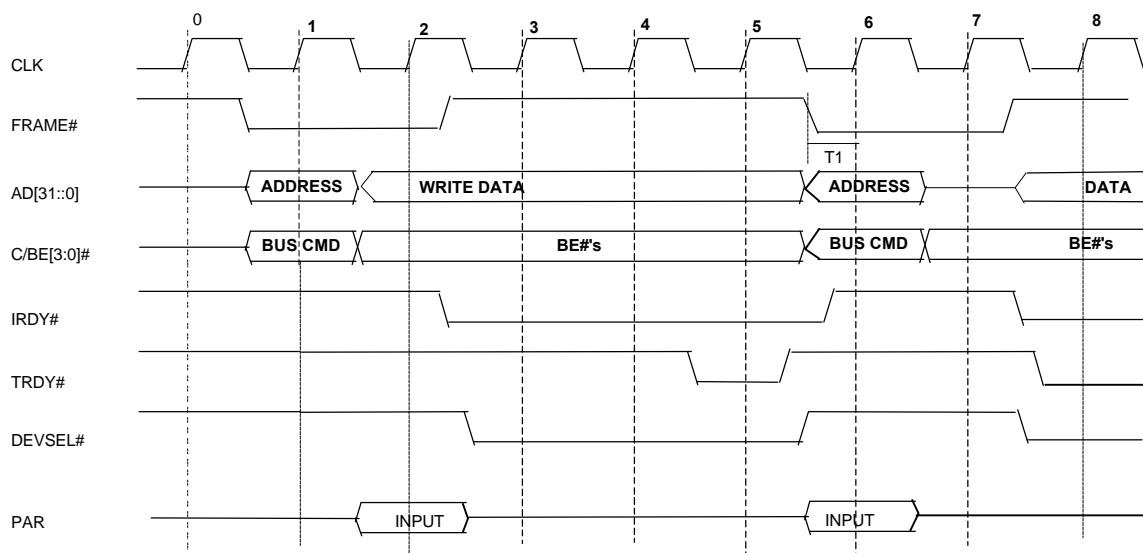 0 1 2 3 4 5 6 7 8
CLK
FRAME#
T1
AD[31::0] ADDRESS WRITE DATA ADDRESS DATA
C/BE[3:0]# BUS CMD BE#'s BUS CMD BE#'s
IRDY#
TRDY#
DEVSEL#
PAR INPUT INPUT